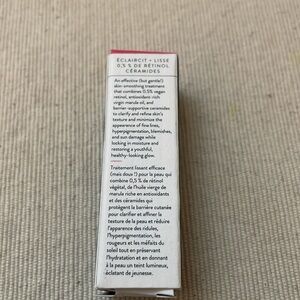 ÉCLAIRCIT + LISSE
0,5 % DE RÉTINOL
CÉRAMIDES
An effective (but gentle!)
skin-smoothing treatment
that combines 0.5% vegan
retinol, antioxidant-rich
virgin marula oil, and
barrier-supportive ceramides
to clarify and refine skin's
texture and minimize the
appearance of fine lines,
hyperpigmentation, blemishes,
and sun damage while
locking in moisture and
restoring a youthful,
healthy-looking glow.
Traitement lissant efficace
(mais doux !) pour la peau qui
combine 0,5 % de rétinol
végétal, de l'huile vierge de
marula riche en antioxydants
et des céramides qui
protègent la barrière cutanée
pour clarifier et affiner la
texture de la peau et réduire
l'apparence des ridules,
l'hyperpigmentation, les
rougeurs et les méfaits du
soleil tout en préservant
l'hydratation et en donnant
à la peau un teint lumineux,
éclatant de jeunesse.